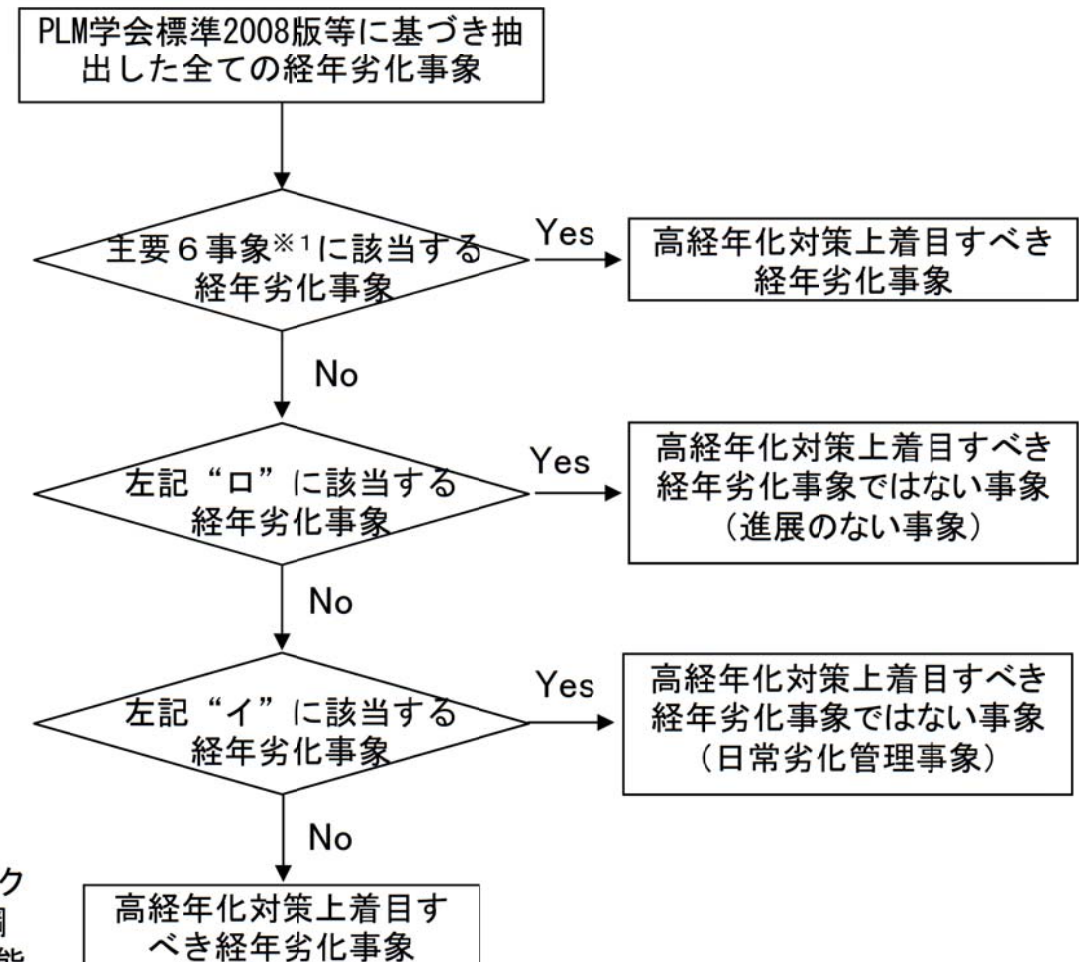 PLM学会標準2008版等に基づき抽
出した全ての経年劣化事象
主要6事象※1に該当する
経年劣化事象
Yes
高経年化対策上着目すべき
経年劣化事象
No
左記“ロ”に該当する
経年劣化事象
Yes
高経年化対策上着目すべき
経年劣化事象ではない事象
（進展のない事象）
No
左記“イ”に該当する
経年劣化事象
Yes
高経年化対策上着目すべき
経年劣化事象ではない事象
（日常劣化管理事象）
No
高経年化対策上着目す
べき経年劣化事象
ク
能